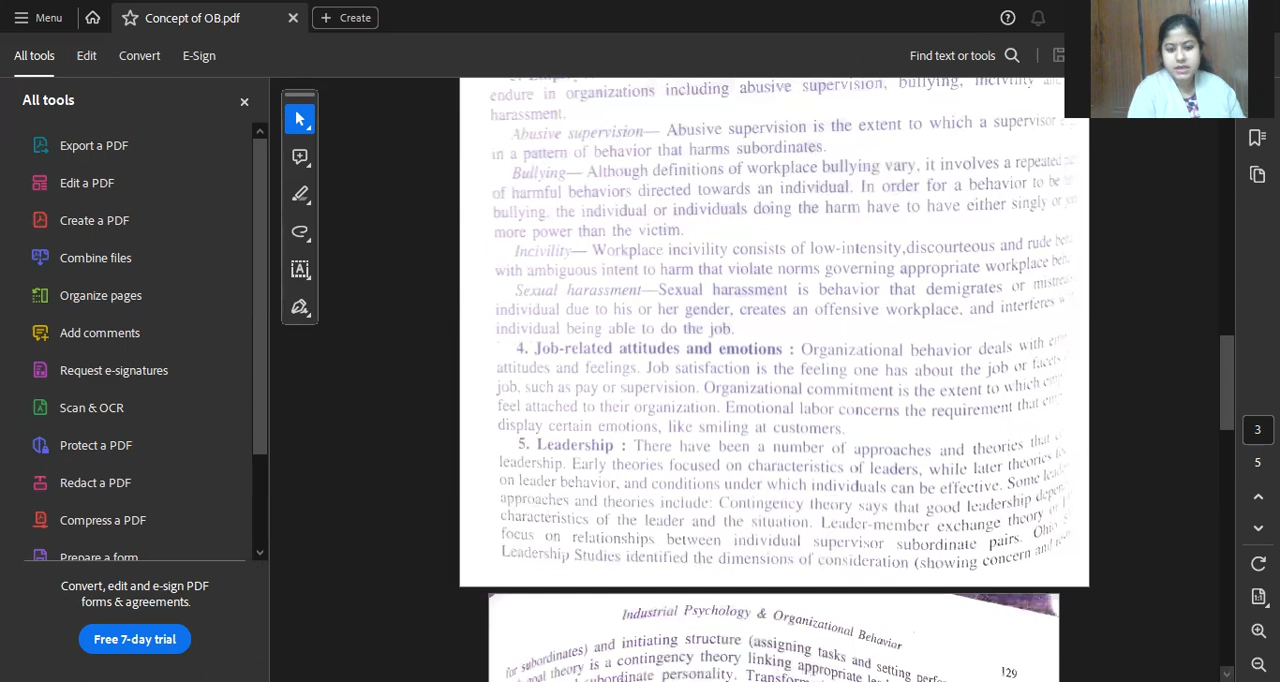 Menu
Concept of OB.pdf
Create
All tools
Edit
Convert
E-Sign
Find text or tools
All tools
Export a PDF
Edit a PDF
Create a PDF
Combine files
Organize pages
Add comments
Request e-signatures
Scan & OCR
Protect a PDF
Redact a PDF
Compress a PDF
Prepare a form
Convert, edit and e-sign PDF
forms & agreements.
Free 7-day trial
endure in organizations including abusive supervision, bullying, incivility and
harassment.
Abusive supervision— Abusive supervision is the extent to which a supervisor
in a pattern of behavior that harms subordinates.
Bullying— Although definitions of workplace bullying vary, it involves a repeated
of harmful behaviors directed towards an individual. In order for a behavior to be
bullying, the individual or individuals doing the harm have to have either singly or
more power than the victim.
Incivility— Workplace incivility consists of low-intensity,discourteous and rude
with ambiguous intent to harm that violate norms governing appropriate workplace
Sexual harassment—Sexual harassment is behavior that demigrates or
individual due to his or her gender, creates an offensive workplace, and interferes
individual being able to do the job.
4. Job-related attitudes and emotions : Organizational behavior deals with
attitudes and feelings. Job satisfaction is the feeling one has about the job or facets
job, such as pay or supervision. Organizational commitment is the extent to which
feel attached to their organization. Emotional labor concerns the requirement that
display certain emotions, like smiling at customers.
5. Leadership : There have been a number of approaches and theories that
leadership. Early theories focused on characteristics of leaders, while later theories
on leader behavior, and conditions under which individuals can be effective. Some
approaches and theories include: Contingency theory says that good leadership
characteristics of the leader and the situation. Leader-member exchange theory
focus on relationships between individual supervisor subordinate pairs. Ohio
Leadership Studies identified the dimensions of consideration (showing concern and
Industrial Psychology & Organizational Behavior
129
for subordinates) and initiating structure (assigning tasks and setting
goal theory is a contingency theory linking appropriate
subordinate personality.
3
5